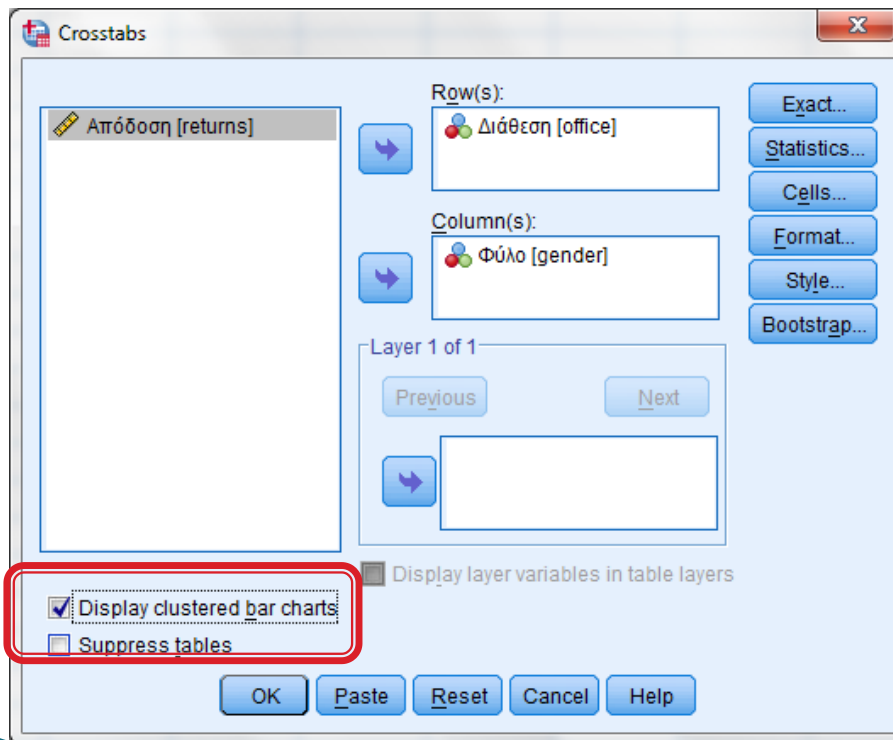 Crosstabs
Απόδοση [returns]
Row(s):
Διάθεση [office]
Column(s):
Φύλο [gender]
Layer 1 of 1
Previous
Next
Display layer variables in table layers
Exact...
Statistics...
Cells...
Format...
Style...
Bootstrap...
Display clustered bar charts
Suppress tables
OK Paste Reset Cancel Help